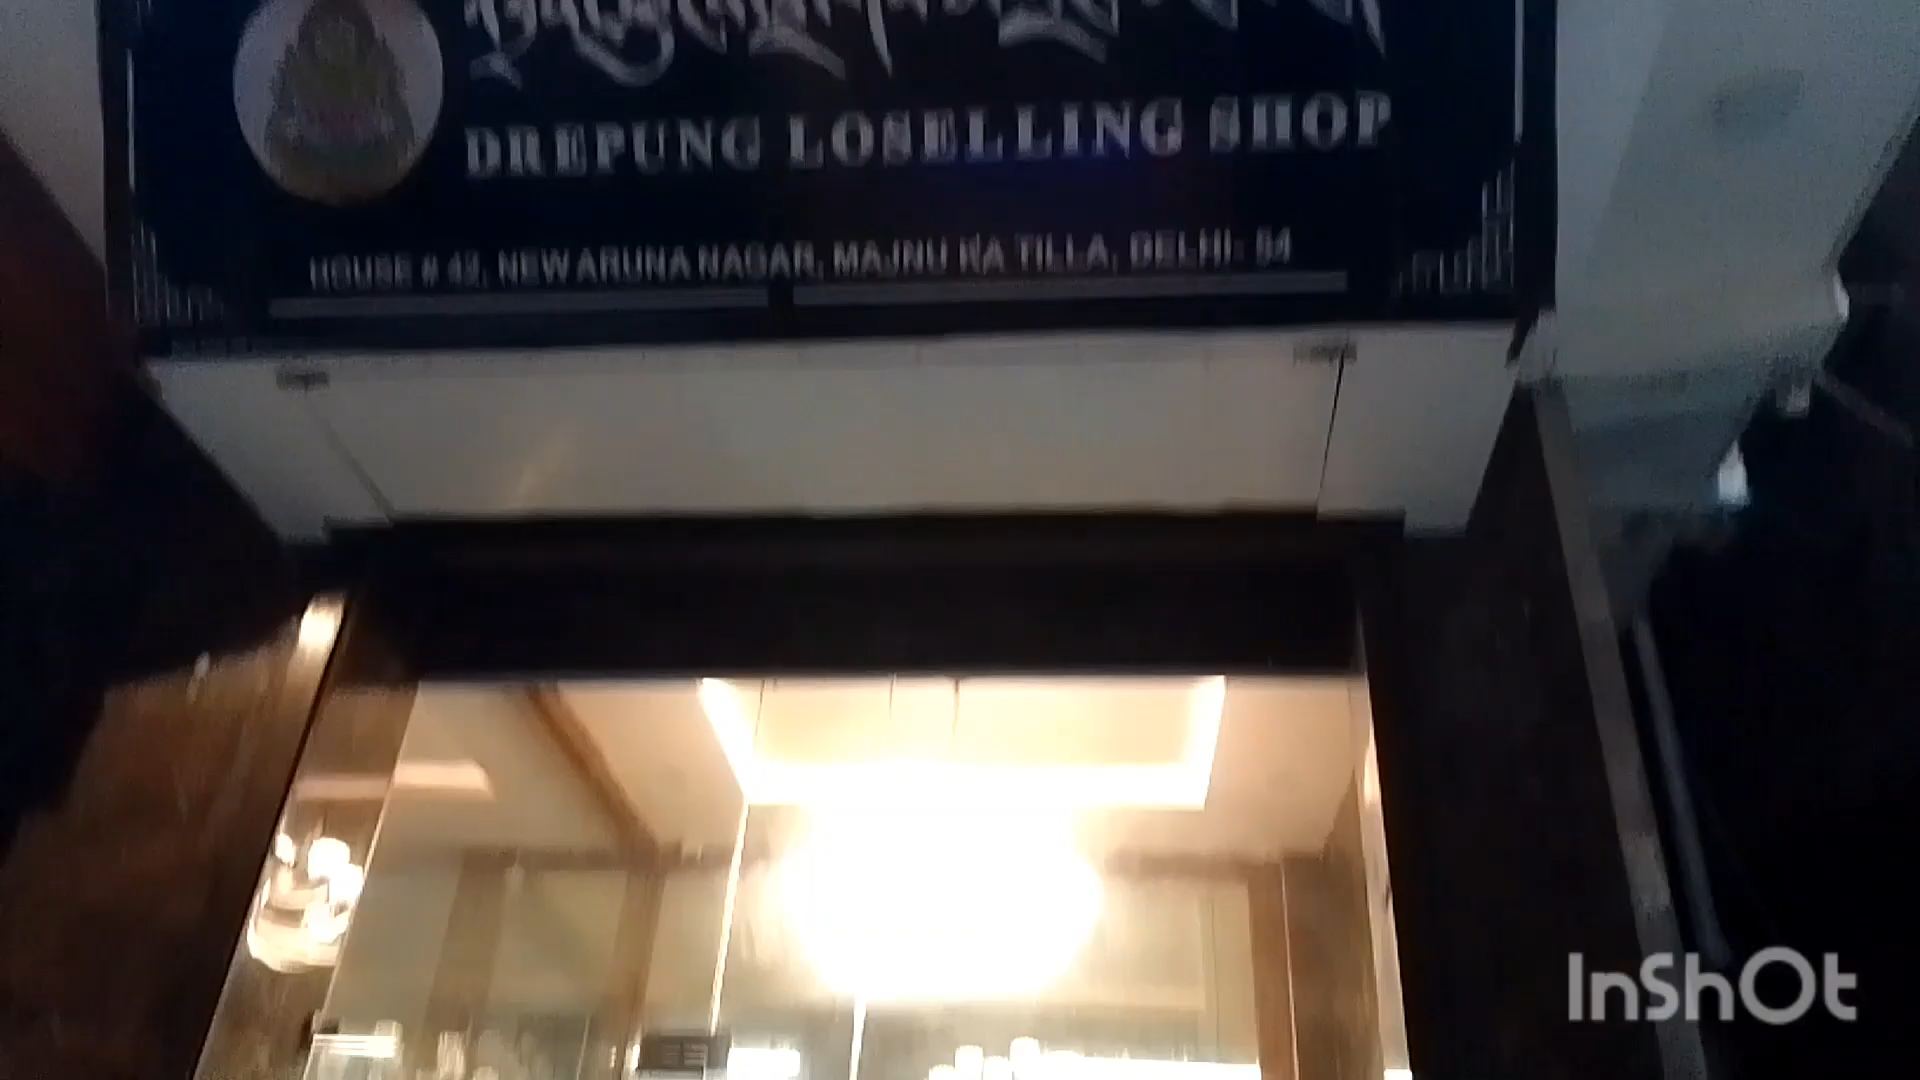 DREPUNG LOSELLING SHOP
HOUSE # 42, NEW ARUNA NAGAR, MAJNU KA TILLA, DELHI- 54
InShOt